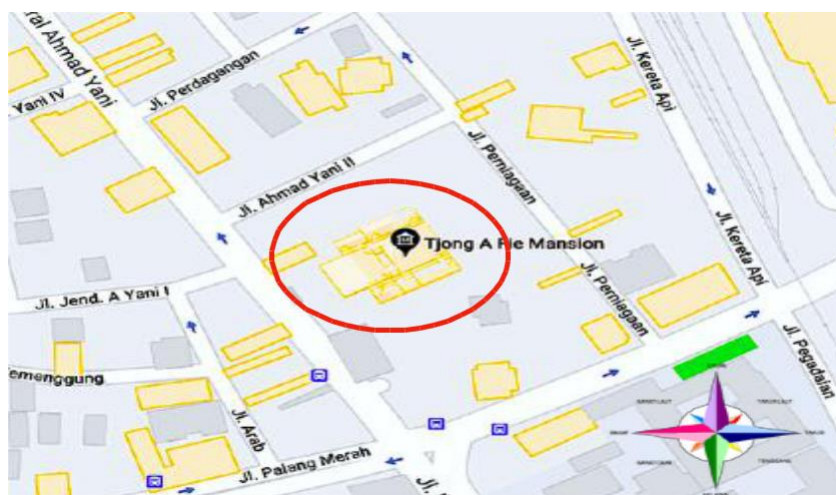 ral Ahmad Yani
Jl. Perdagangan
Yani IV
Jl. Kereta Api
Jl. Perniagaan
Jl. Ahmad Yani II
Tjong A Fie Mansion
Jl. Kereta Api
Jl. Perniagaan
Jl. Jend. A Yani I
Jl. Pegadaian
emenggung
Jl. Arab
Jl. Palang Merah
Jl.